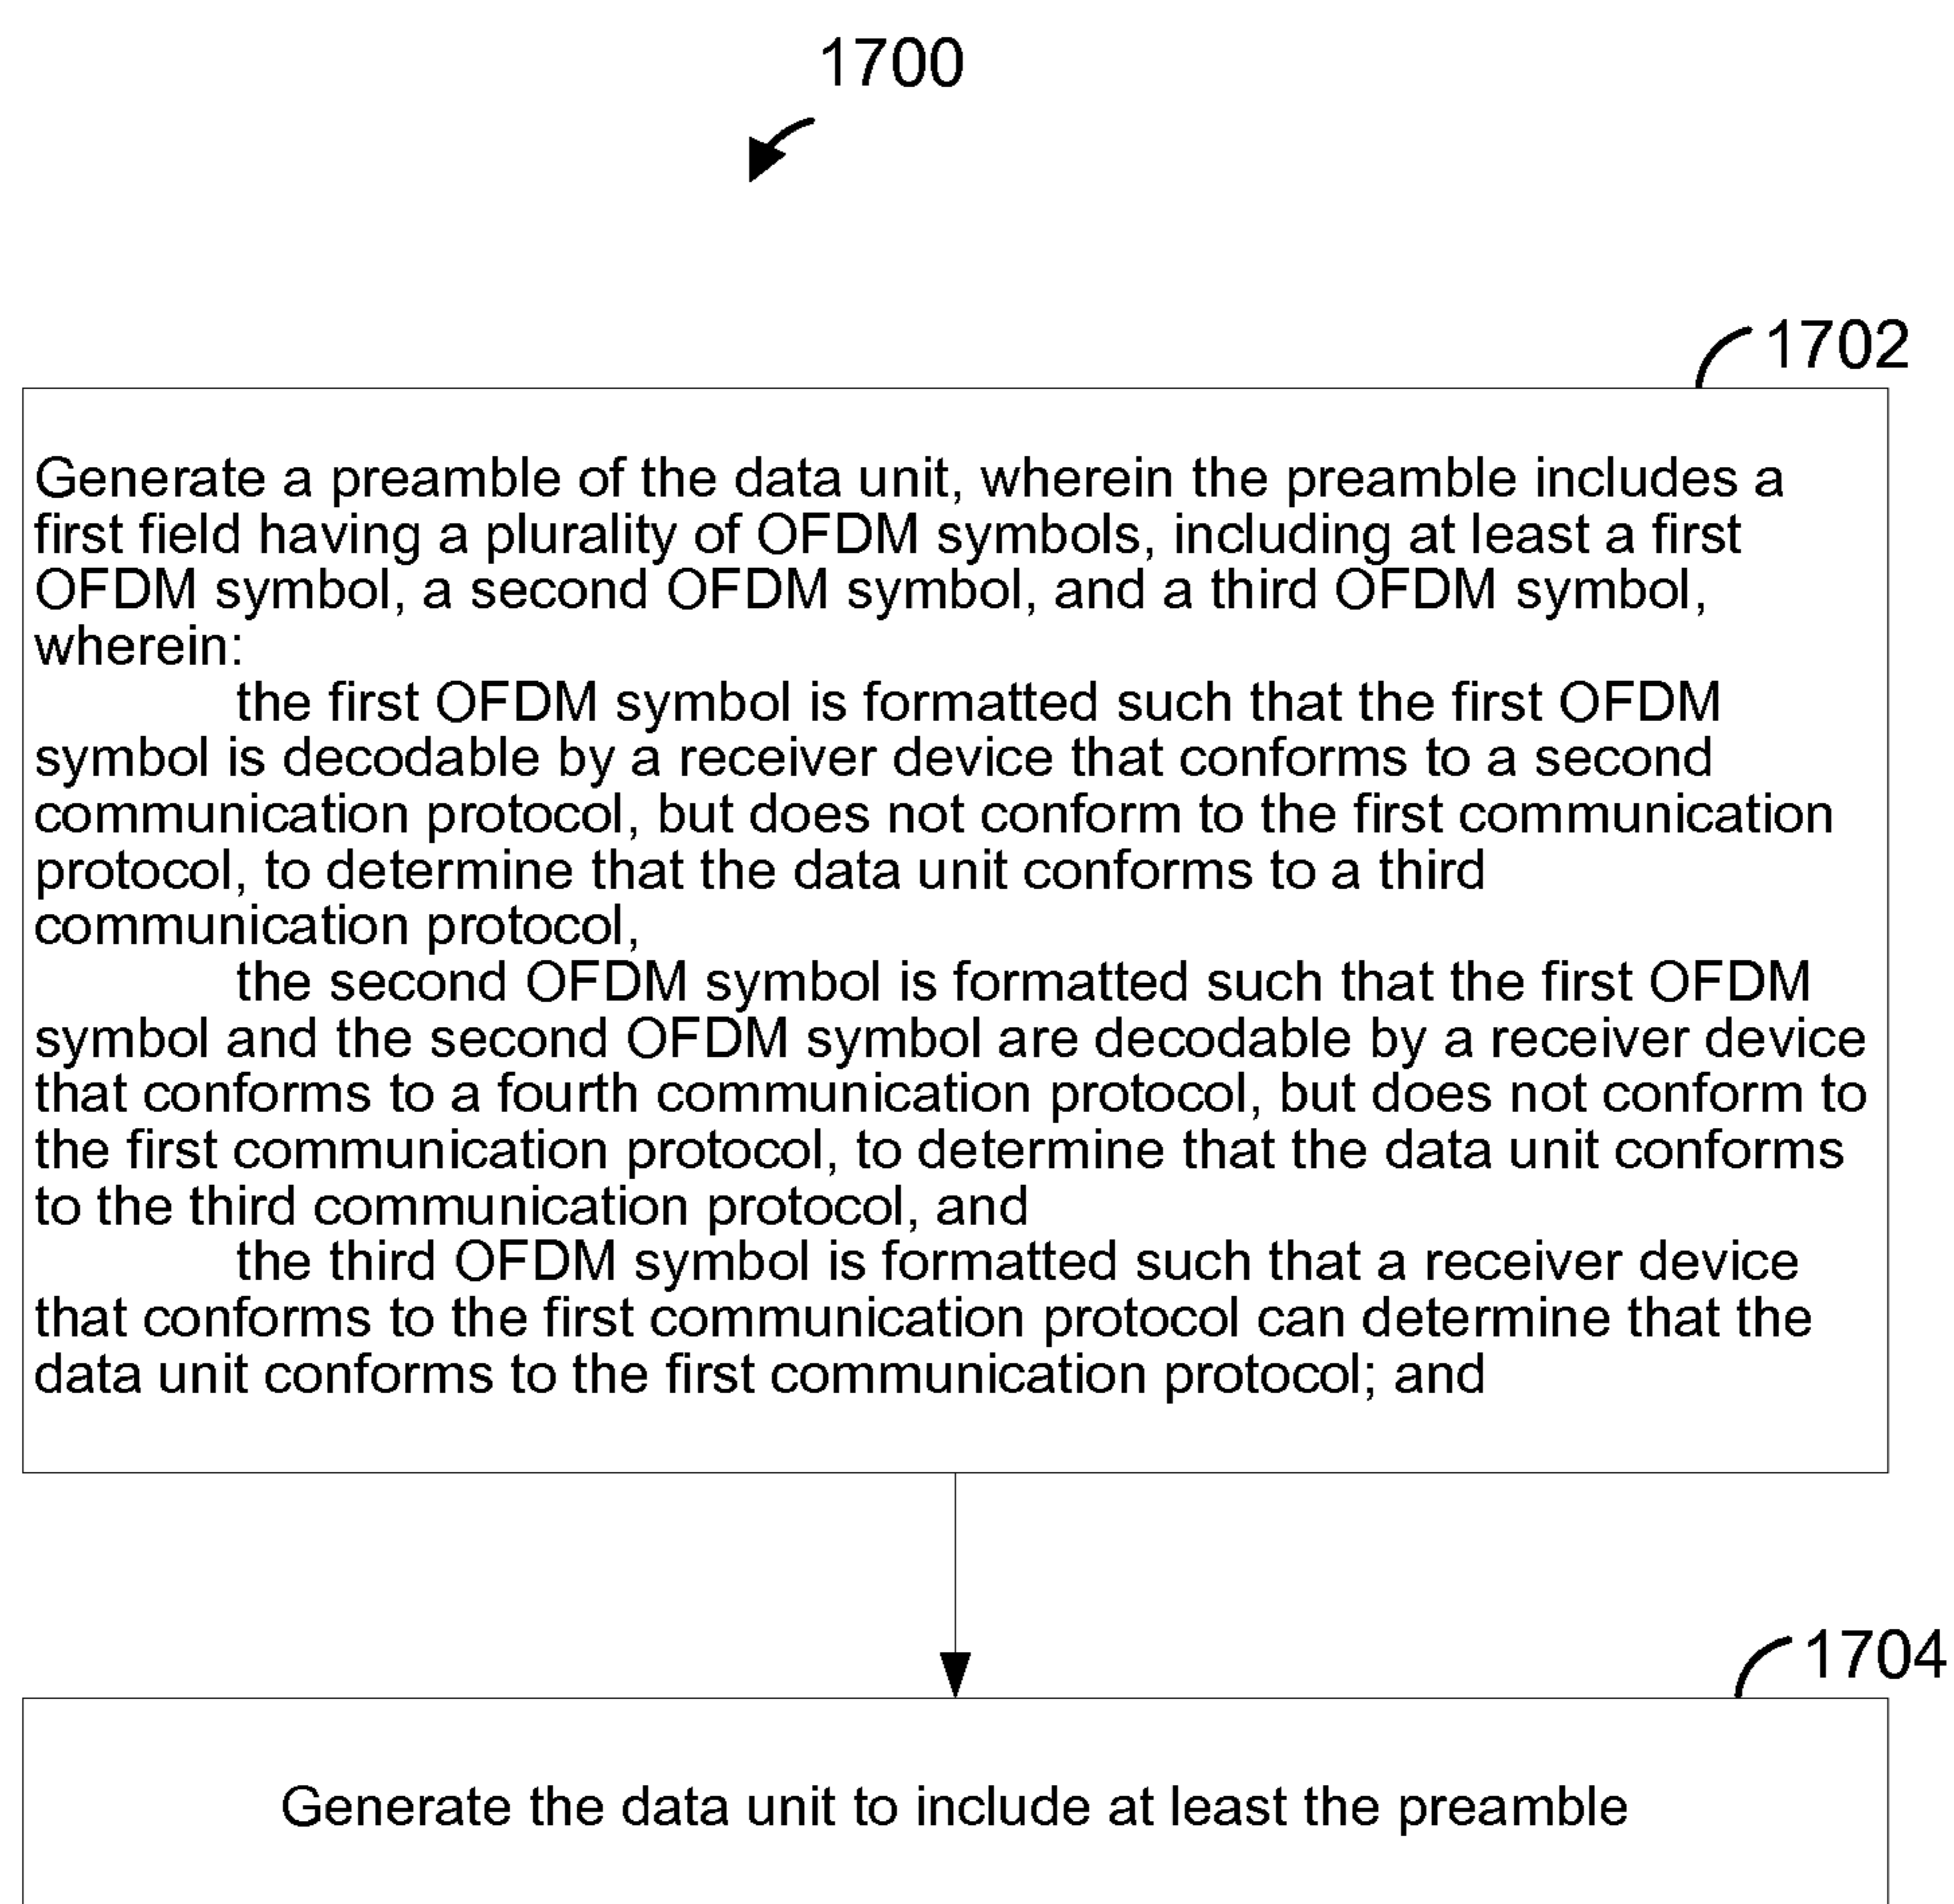 1700
1702
Generate a preamble of the data unit, wherein the preamble includes a
first field having a plurality of OFDM symbols, including at least a first
OFDM symbol, a second OFDM symbol, and a third OFDM symbol,
wherein:
the first OFDM symbol is formatted such that the first OFDM
symbol is decodable by a receiver device that conforms to a second
communication protocol, but does not conform to the first communication
protocol, to determine that the data unit conforms to a third
communication protocol,
the second OFDM symbol is formatted such that the first OFDM
symbol and the second OFDM symbol are decodable by a receiver device
that conforms to a fourth communication protocol, but does not conform to
the first communication protocol, to determine that the data unit conforms
to the third communication protocol, and
the third OFDM symbol is formatted such that a receiver device
that conforms to the first communication protocol can determine that the
data unit conforms to the first communication protocol; and
1704
Generate the data unit to include at least the preamble